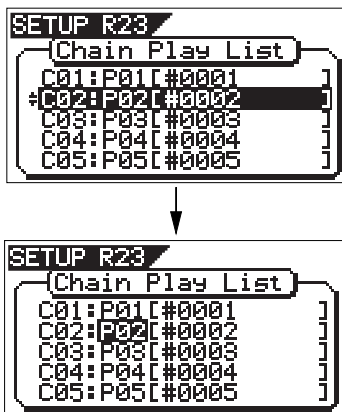 SETUP R23
Chain Play List
C01:P01[#0001 ]
C02:P02[#0002 ]
C03:P03[#0003 ]
C04:P04[#0004 ]
C05:P05[#0005 ]
SETUP R23
Chain Play List
C01:P01[#0001 ]
C02:P02[#0002 ]
C03:P03[#0003 ]
C04:P04[#0004 ]
C05:P05[#0005 ]